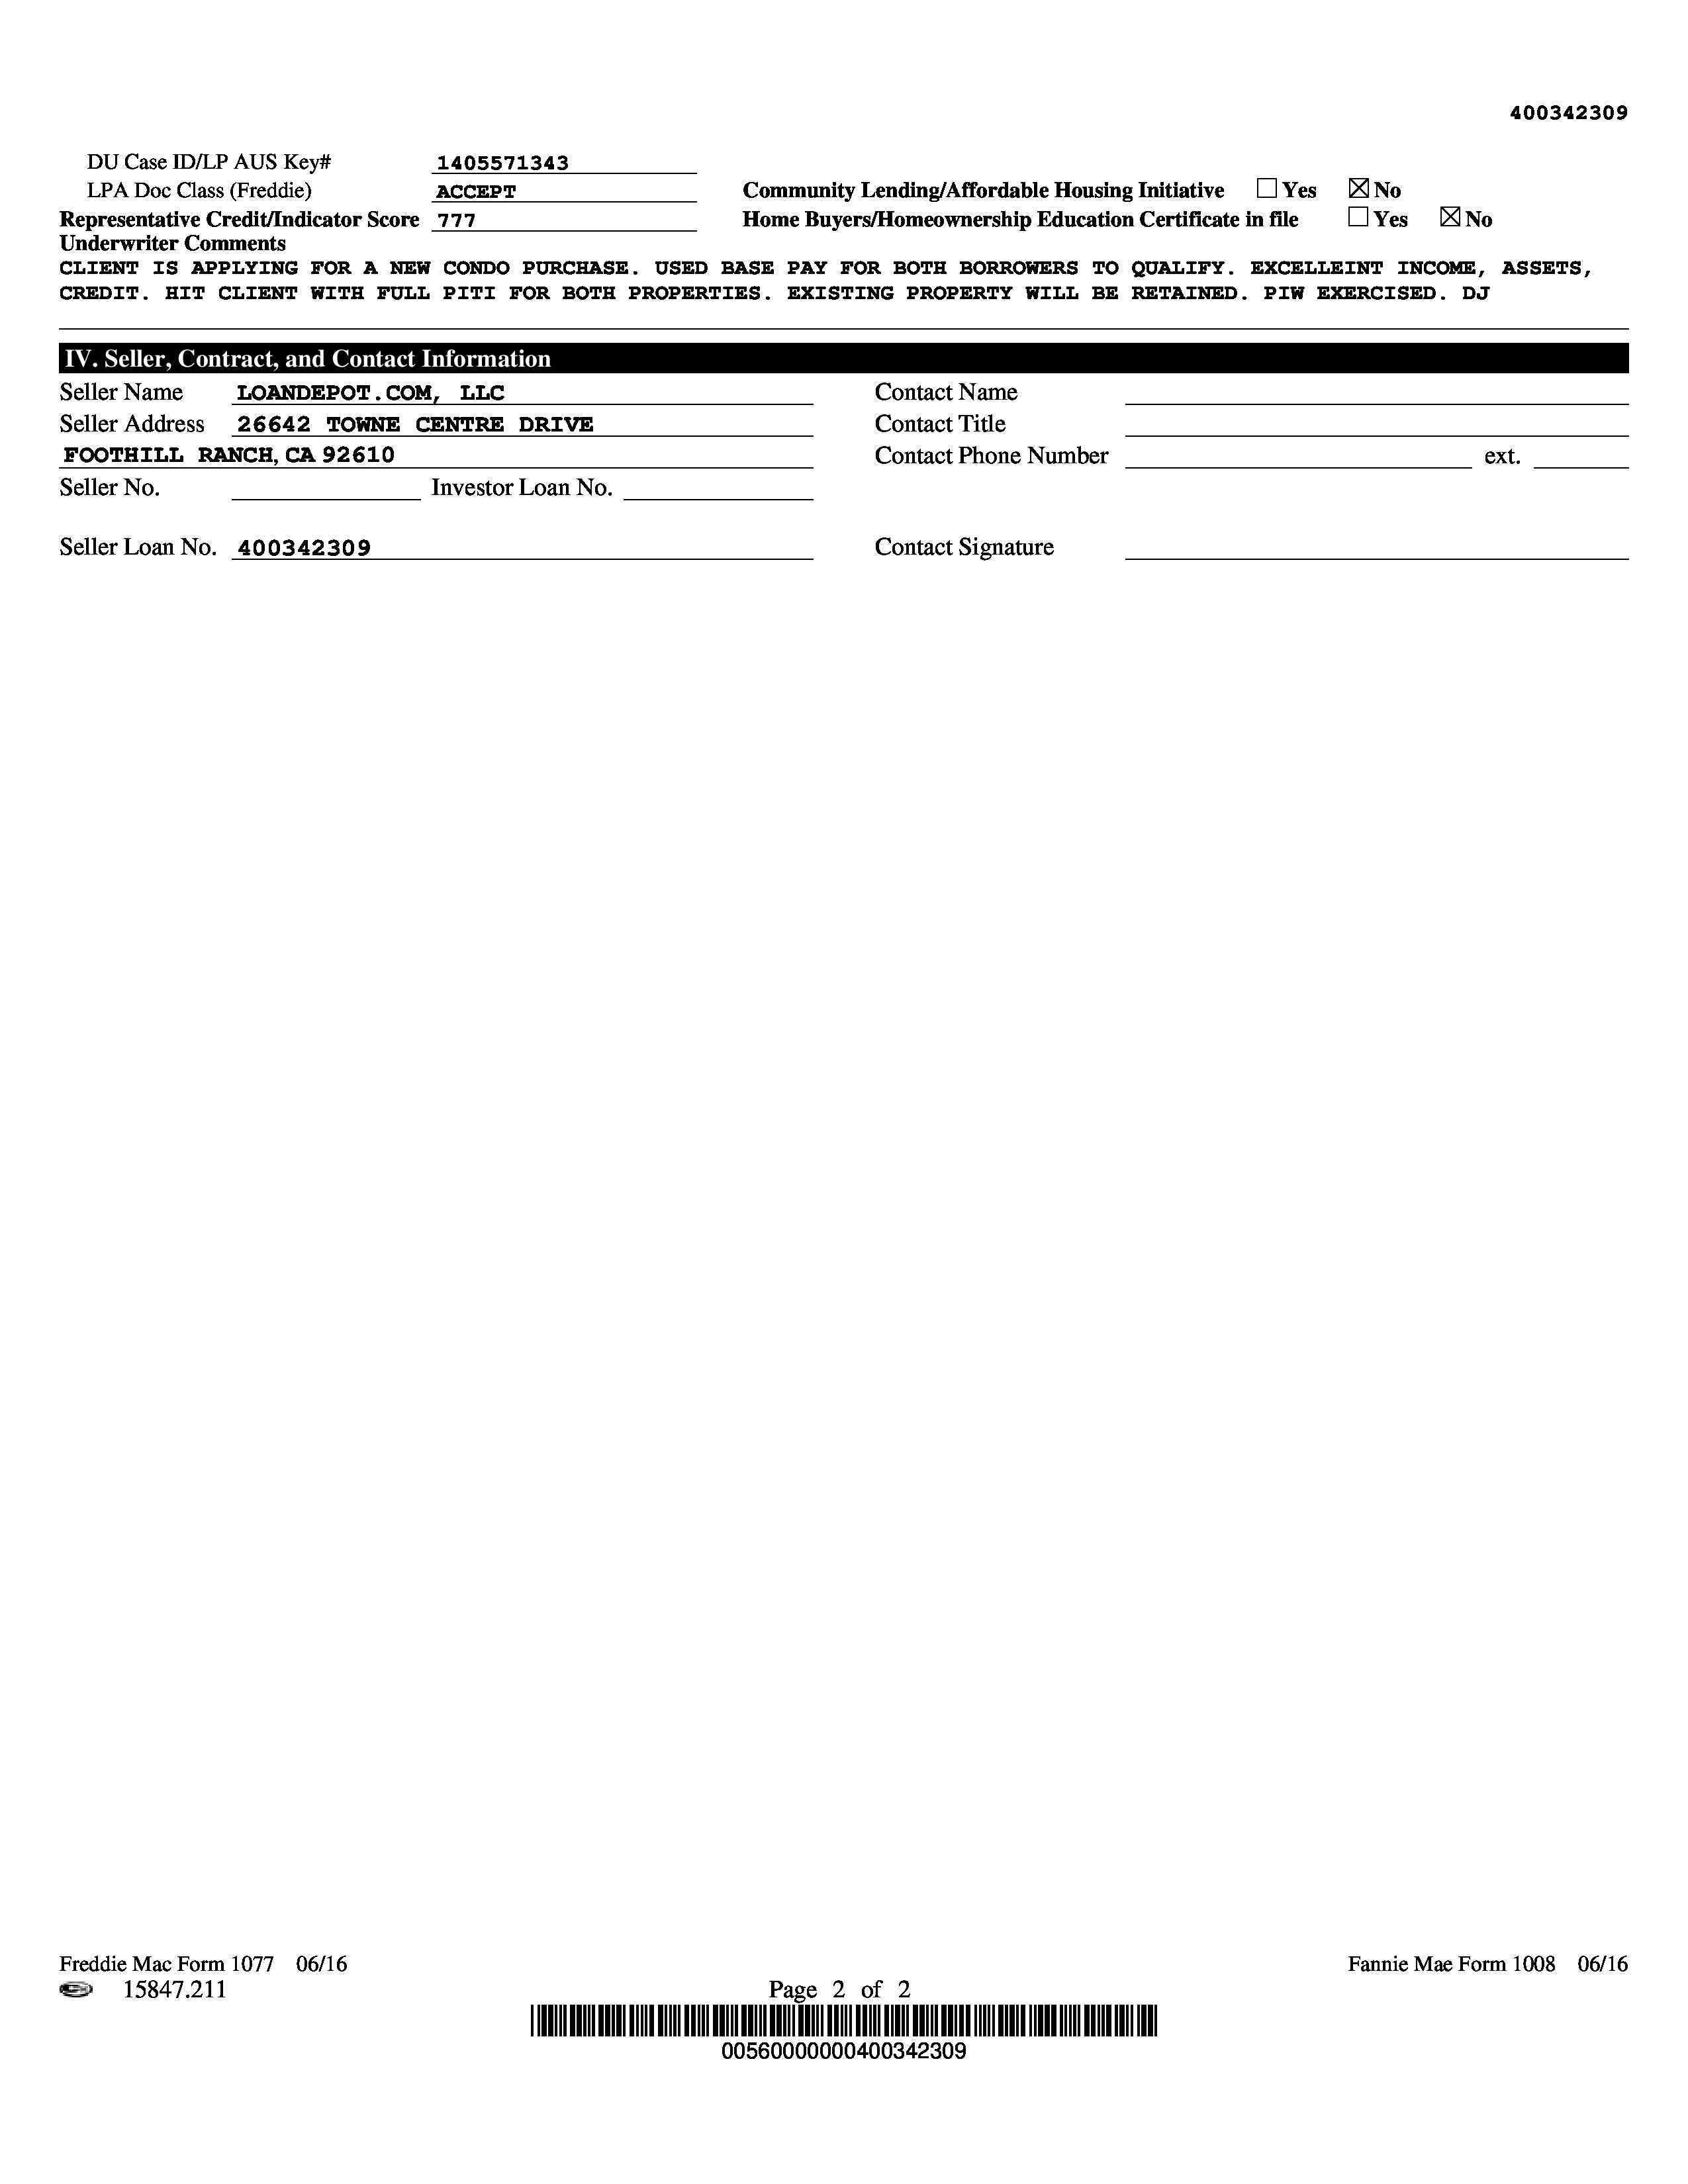 400342309
DU Case ID/LP AUS Key# 1405571343
LPA Doc Class (Freddie) ACCEPT Community Lending/Affordable Housing Initiative Yes No
Representative Credit/Indicator Score 777 Home Buyers/Homeownership Education Certificate in file Yes No
Underwriter Comments
CLIENT IS APPLYING FOR A NEW CONDO PURCHASE. USED BASE PAY FOR BOTH BORROWERS TO QUALIFY. EXCELLEINT INCOME, ASSETS,
CREDIT. HIT CLIENT WITH FULL PITI FOR BOTH PROPERTIES. EXISTING PROPERTY WILL BE RETAINED. PIW EXERCISED. DJ
IV. Seller, Contract, and Contact Information
Seller Name LOANDEPOT.COM, LLC Contact Name
Seller Address 26642 TOWNE CENTRE DRIVE Contact Title
FOOTHILL RANCH, CA 92610 Contact Phone Number ext.
Seller No. Investor Loan No.
Seller Loan No. 400342309 Contact Signature
Freddie Mac Form 1077 06/16 Fannie Mae Form 1008 06/16
15847.211 Page 2 of 2
00560000000400342309